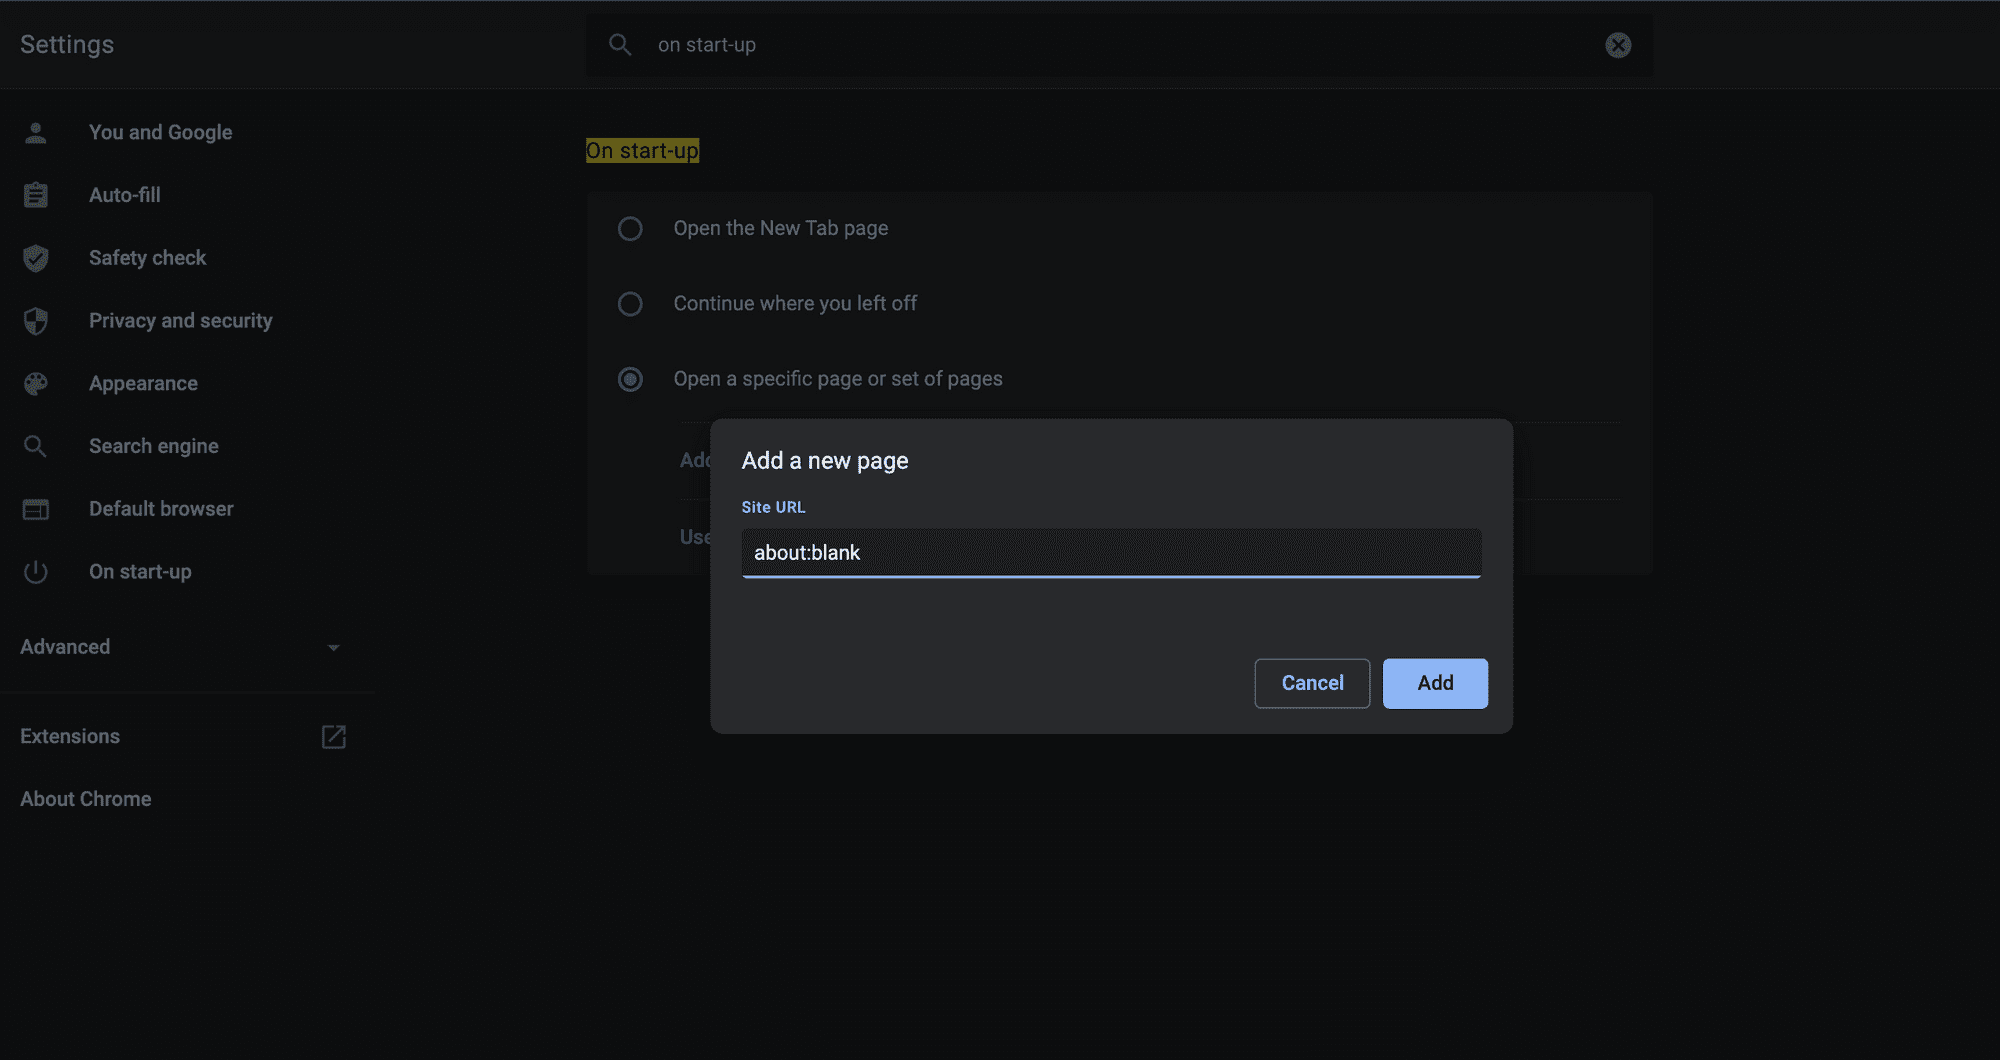 Settings
on start-up
You and Google
Auto-fill
Safety check
Privacy and security
Appearance
Search engine
Default browser
On start-up
Advanced
Extensions
About Chrome
On start-up
Open the New Tab page
Continue where you left off
Open a specific page or set of pages
Add a new page
Site URL
about:blank
Cancel
Add